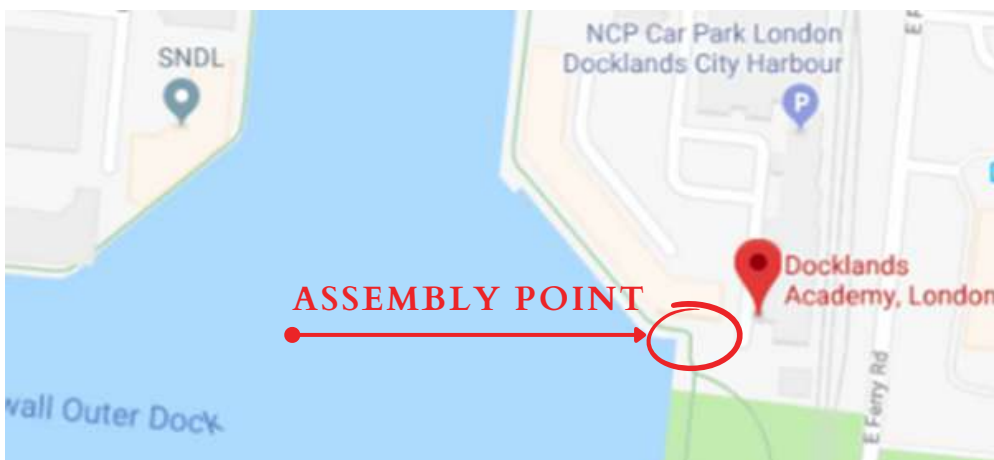 NCP Car Park London
Docklands City Harbour
SNDL
P
Docklands
Academy, London
ASSEMBLY POINT
wall Outer Dock
E Ferry Rd
E F